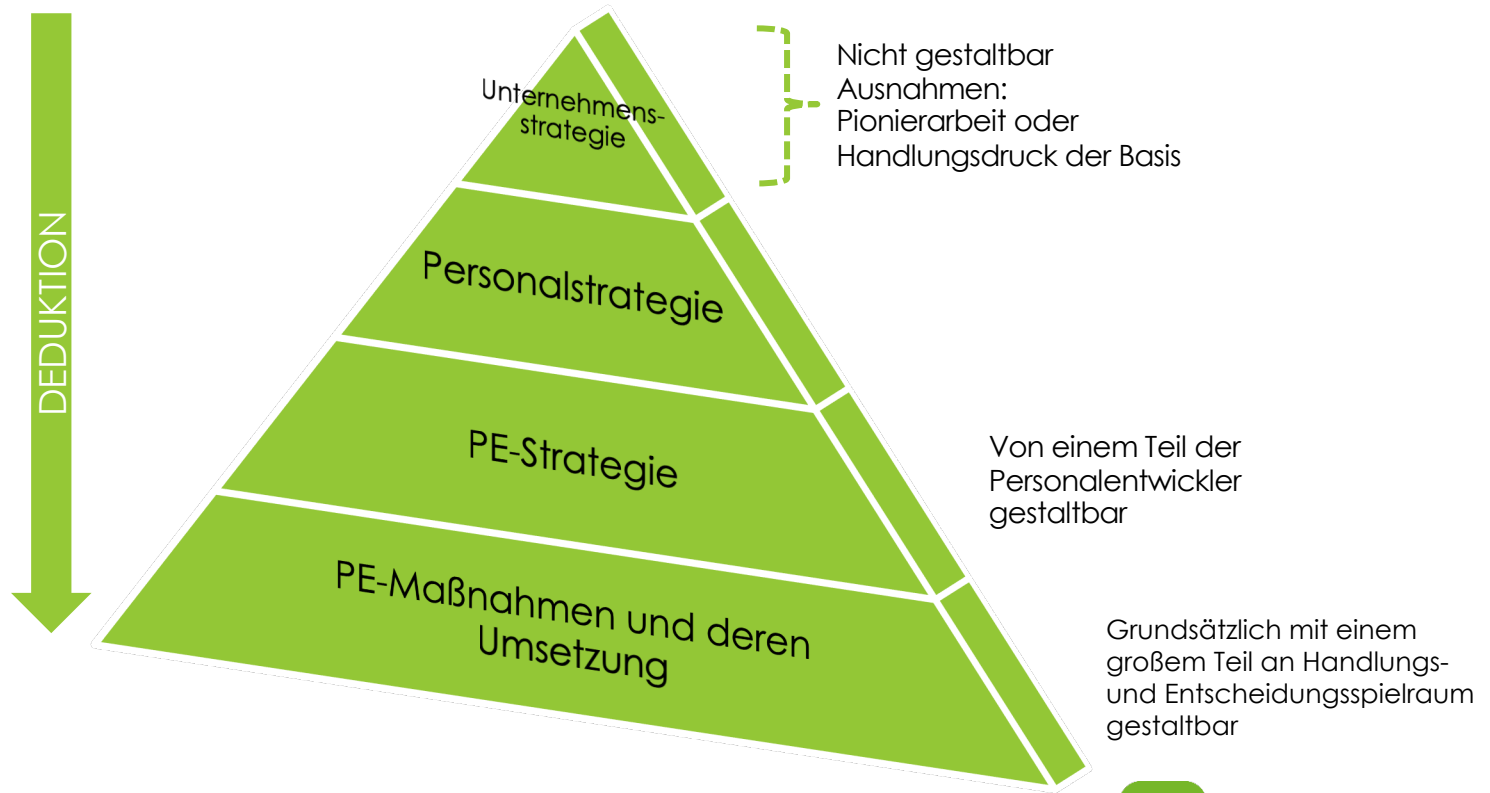 DEDUKTION
Unternehmens-
strategie
Nicht gestaltbar
Ausnahmen:
Pionierarbeit oder
Handlungsdruck der Basis
Personalstrategie
PE-Strategie
Von einem Teil der
Personalentwickler
gestaltbar
PE-Maßnahmen und deren
Umsetzung
Grundsätzlich mit einem
großem Teil an Handlungs-
und Entscheidungsspielraum
gestaltbar